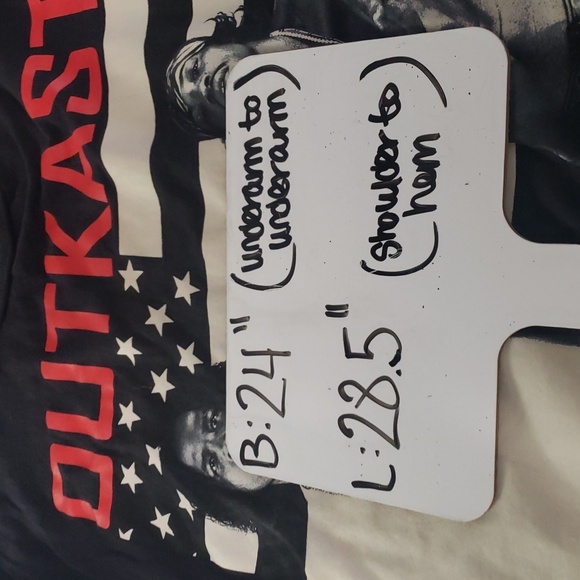 OUTKAST
B: 24" (underarm to
underarm)
L: 28.5" (shoulder to
hem)